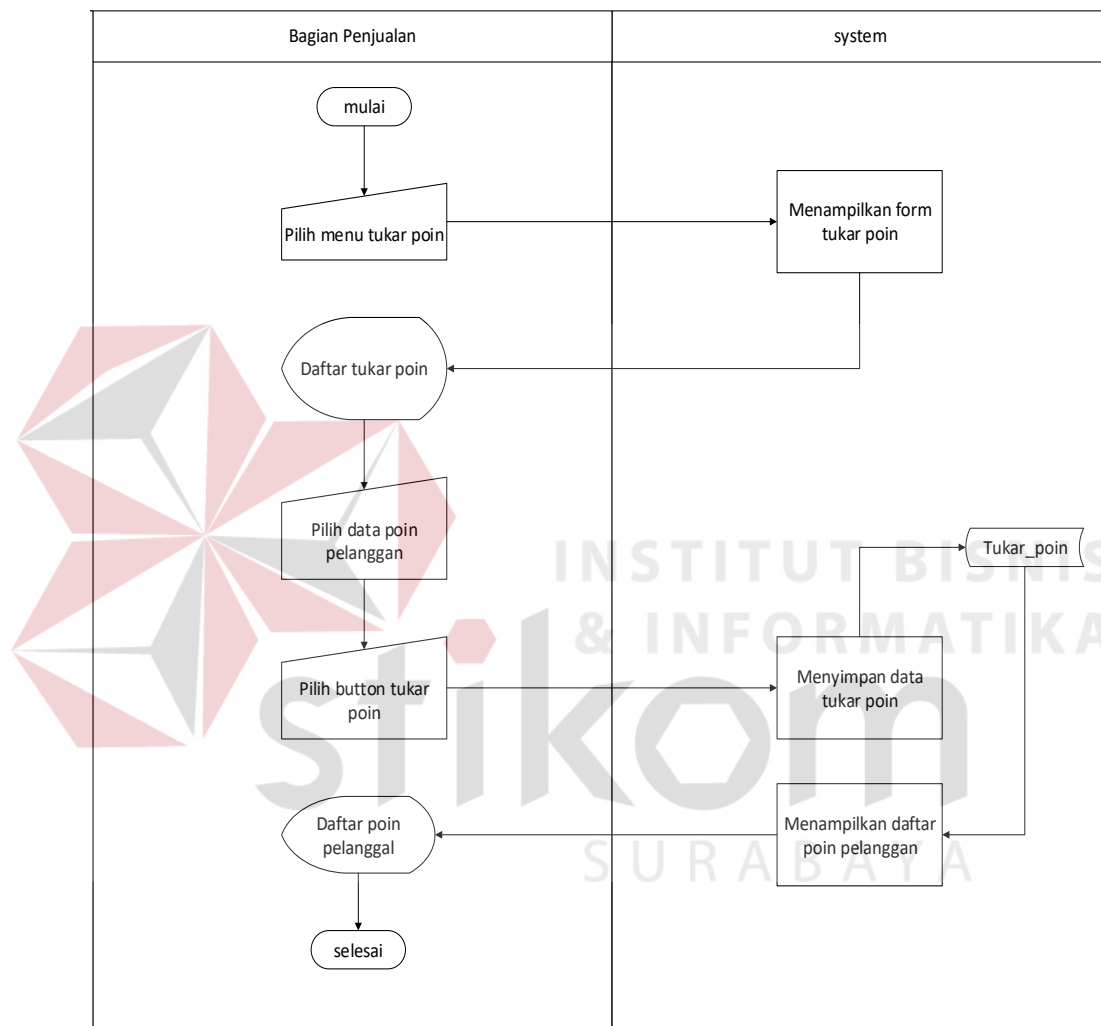 Bagian Penjualan
system
mulai
Pilih menu tukar poin
Menampilkan form
tukar poin
Daftar tukar poin
Pilih data poin
pelanggan
Tukar_poin
INSTITUT BISNIS
& INFORMATIKA
Pilih button tukar
poin
Menyimpan data
tukar poin
stikom
Daftar poin
pelanggal
Menampilkan daftar
poin pelanggan
SURABAYA
selesai